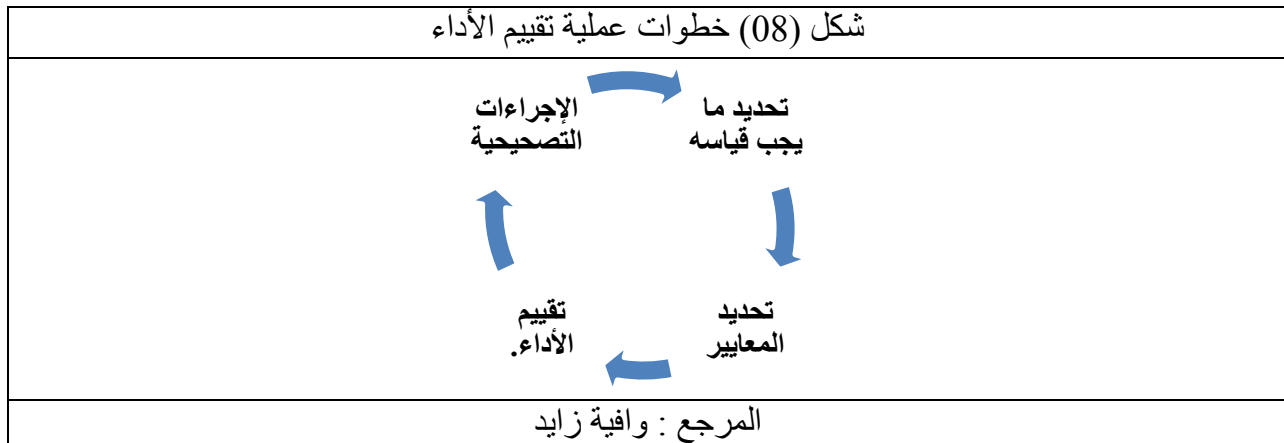 شكل (08) خطوات عملية تقييم الأداء
تحديد ما
يجب قياسه
تحديد
المعايير
تقييم
الأداء.
الإجراءات
التصحيحية
المرجع : وافية زايد